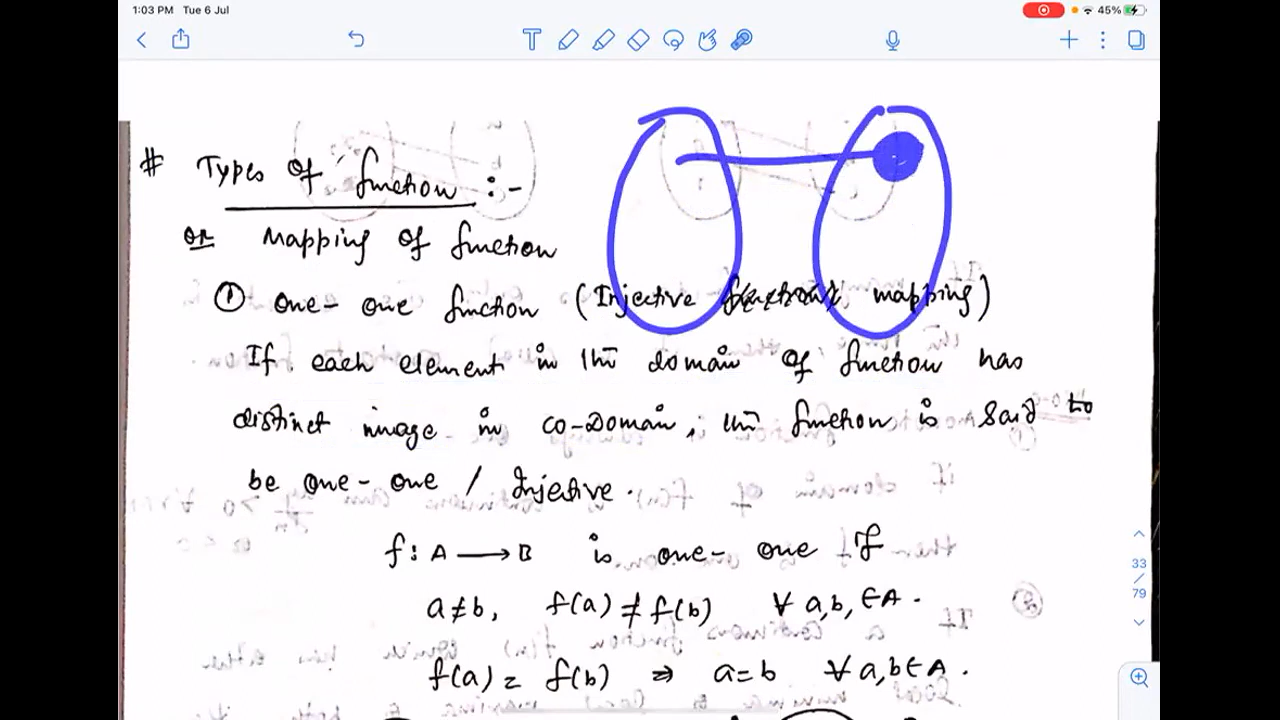 1:03 PM Tue 6 Jul
45%
# Types of function :-
or Mapping of function
① one-one function (Injective mapping)
If each element in the domain of function has
distinct image in co-Domain, the function is said to
be one-one / Injective.
f: A → B is one-one if
a≠b, f(a) ≠ f(b) ∀ a,b, ∈A.
f(a) = f(b) ⇒ a=b ∀ a,b∈A.
33
/
79